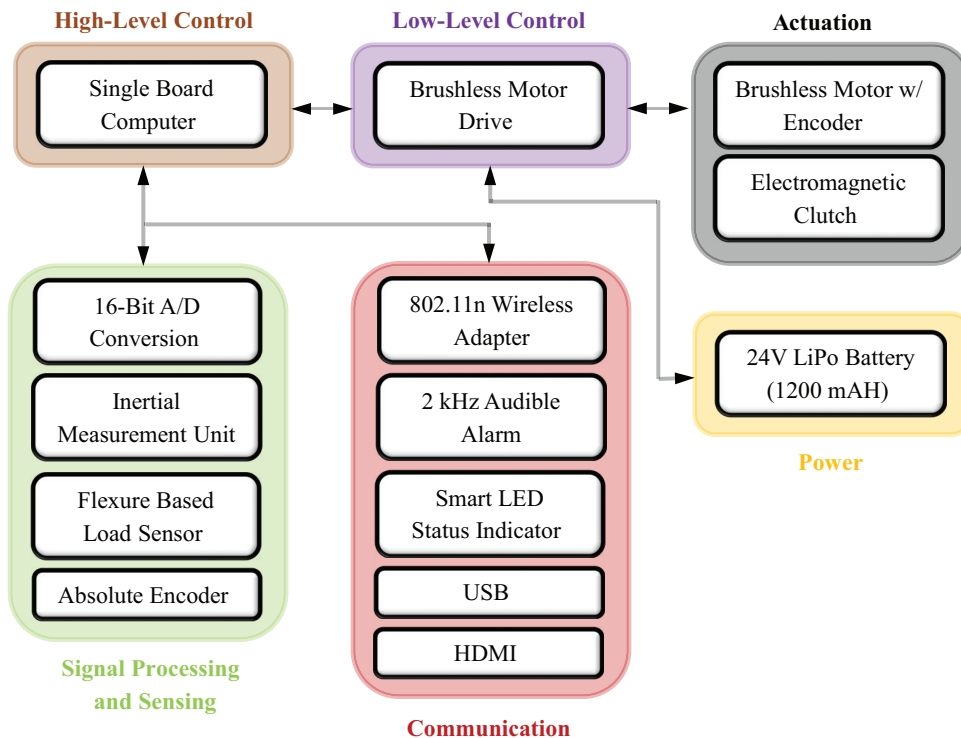 High-Level Control
Single Board
Computer
Low-Level Control
Brushless Motor
Drive
Actuation
Brushless Motor w/
Encoder
Electromagnetic
Clutch
16-Bit A/D
Conversion
Inertial
Measurement Unit
Flexure Based
Load Sensor
Absolute Encoder
Signal Processing
and Sensing
802.11n Wireless
Adapter
2 kHz Audible
Alarm
Smart LED
Status Indicator
USB
HDMI
Communication
24V LiPo Battery
(1200 mAH)
Power